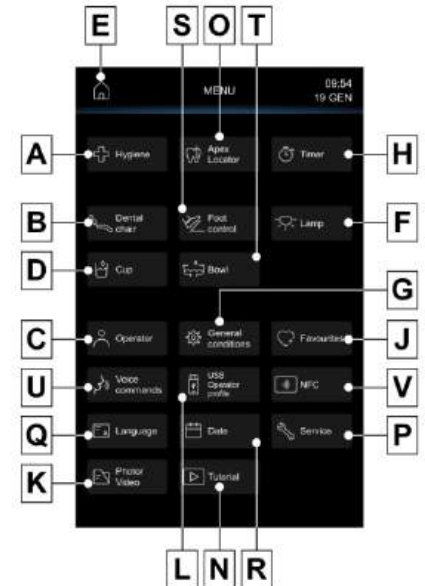 E S O T
MENU
09:54
19 GEN
A Hygiene
Apex
Locator
Timer H
B Dental
chair
Foot
control
Lamp F
D Cup
Bowl
G
C Operator
General
conditions
Favourites J
U Voice
commands
USB
Operator
profile
NFC V
Q Language
Date
Service P
K Photo/
Video
Tutorial
L N R